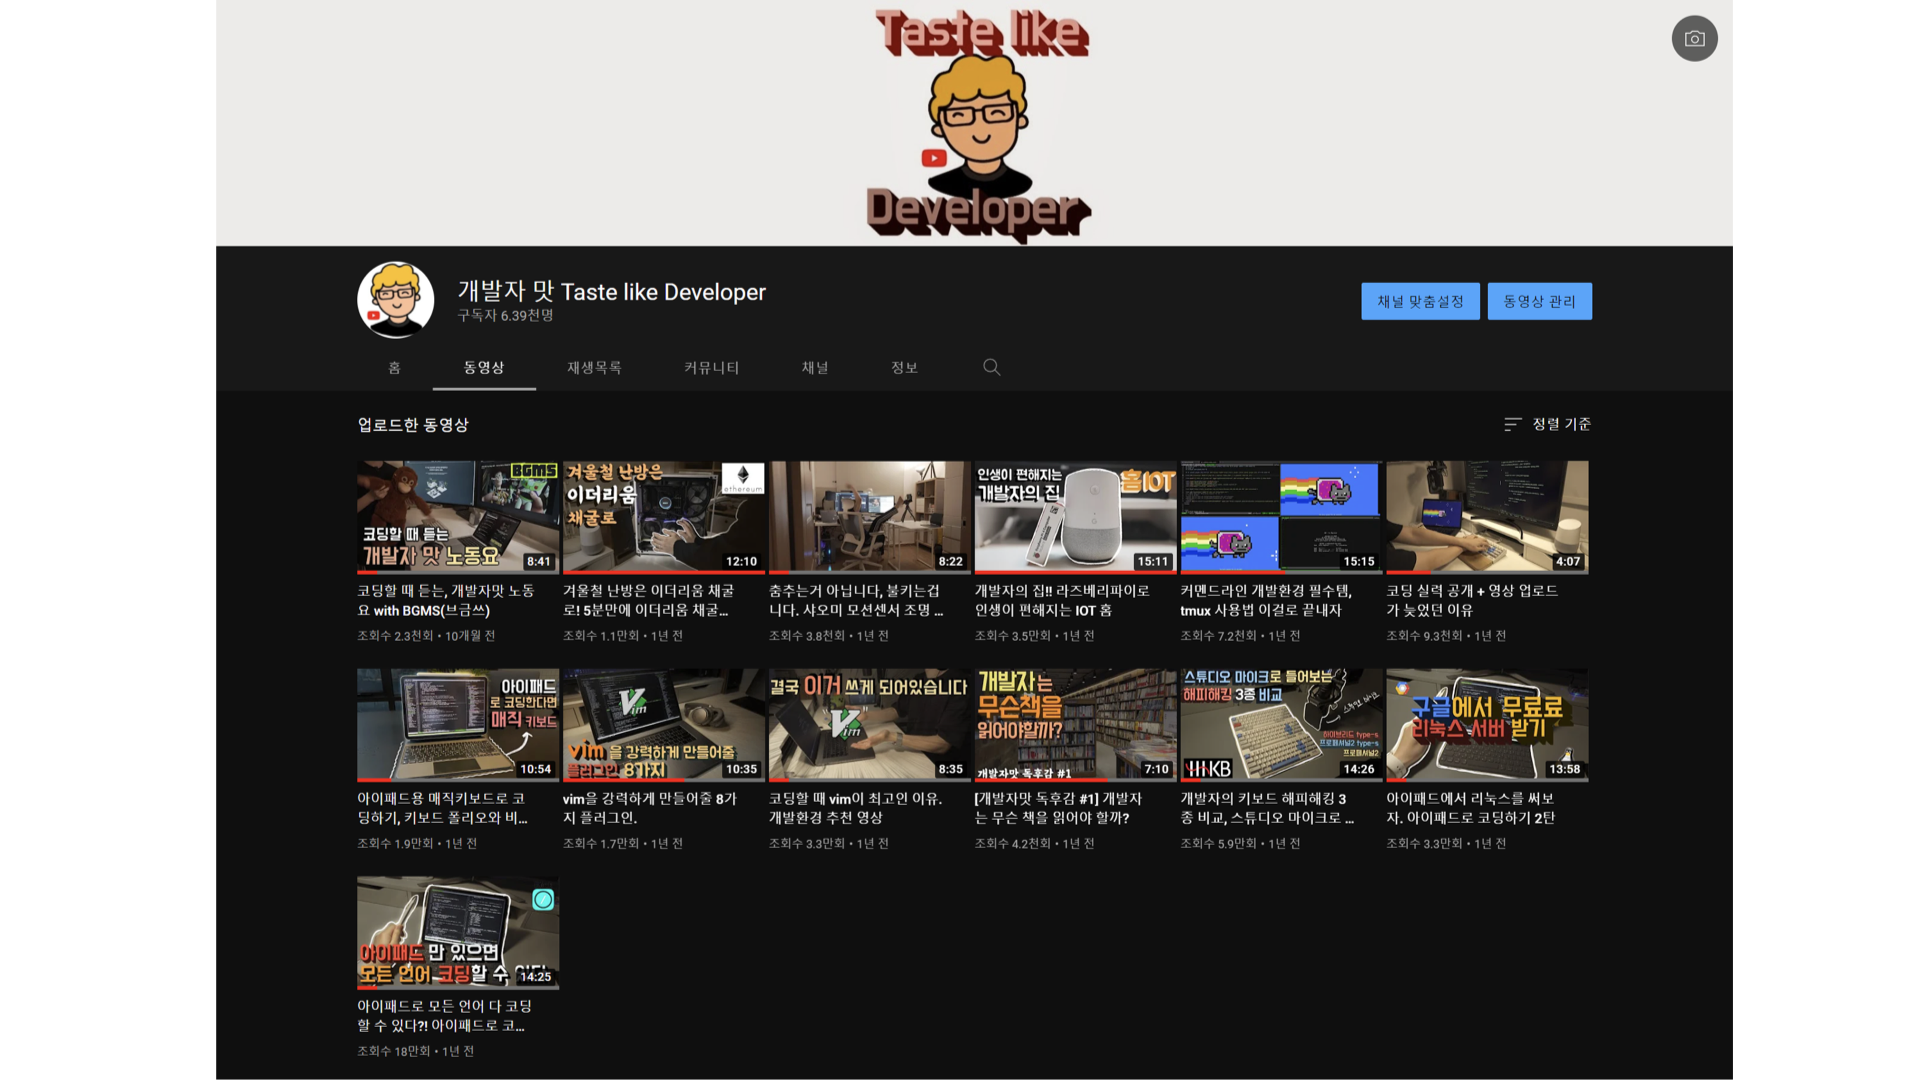 Taste like
Developer
개발자 맛 Taste like Developer
구독자 6.39천명
채널 맞춤설정
동영상 관리
홈
동영상
재생목록
커뮤니티
채널
정보
업로드한 동영상
정렬 기준
BGMS
코딩할 때 듣는
개발자 맛 노동요
8:41
겨울철 난방은
이더리움
채굴로
ethereum
12:10
8:22
인생이 편해지는
개발자의 집
홈IOT
15:11
15:15
4:07
코딩할 때 듣는, 개발자맛 노동
요 with BGMS(브금쓰)
조회수 2.3천회 • 10개월 전
겨울철 난방은 이더리움 채굴
로! 5분만에 이더리움 채굴...
조회수 1.1만회 • 1년 전
춤추는거 아닙니다, 불키는겁
니다. 샤오미 모션센서 조명 ...
조회수 3.8천회 • 1년 전
개발자의 집!! 라즈베리파이로
인생이 편해지는 IOT 홈
조회수 3.5만회 • 1년 전
커맨드라인 개발환경 필수템,
tmux 사용법 이걸로 끝내자
조회수 7.2천회 • 1년 전
코딩 실력 공개 + 영상 업로드
가 늦었던 이유
조회수 9.3천회 • 1년 전
아이패드
로 코딩한다면
매직 키보드
10:54
Vim
vim 을 강력하게 만들어줄
플러그인 8가지
10:35
결국 이거 쓰게 되어있습니다
Vim
8:35
개발자는
무슨책을
읽어야할까?
개발자맛 독후감 #1
7:10
스튜디오 마이크로 들어보는
해피해킹 3종 비교
하이브리드 type-s
프로페셔널2 type-s
프로페셔널2
HHKB
14:26
구글에서 무료로
리눅스 서버 받기
13:58
아이패드용 매직키보드로 코
딩하기, 키보드 폴리오와 비...
조회수 1.9만회 • 1년 전
vim을 강력하게 만들어줄 8가
지 플러그인.
조회수 1.7만회 • 1년 전
코딩할 때 vim이 최고인 이유.
개발환경 추천 영상
조회수 3.3만회 • 1년 전
[개발자맛 독후감 #1] 개발자
는 무슨 책을 읽어야 할까?
조회수 4.2천회 • 1년 전
개발자의 키보드 해피해킹 3
종 비교, 스튜디오 마이크로 ...
조회수 5.9만회 • 1년 전
아이패드에서 리눅스를 써보
자. 아이패드로 코딩하기 2탄
조회수 3.3만회 • 1년 전
아이패드 만 있으면
모든 언어 코딩할 수
14:25
아이패드로 모든 언어 다 코딩
할 수 있다?! 아이패드로 코...
조회수 18만회 • 1년 전